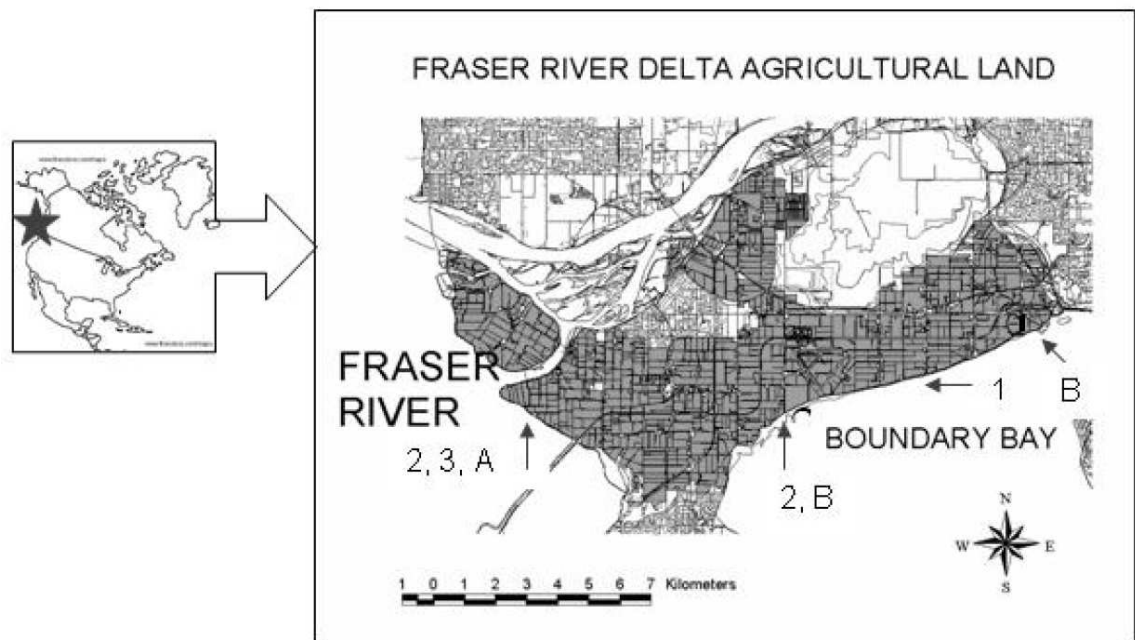 FRASER RIVER DELTA AGRICULTURAL LAND
FRASER
RIVER
2, 3, A
2, B
1
B
BOUNDARY BAY
N
W E
S
1 0 1 2 3 4 5 6 7 Kilometers